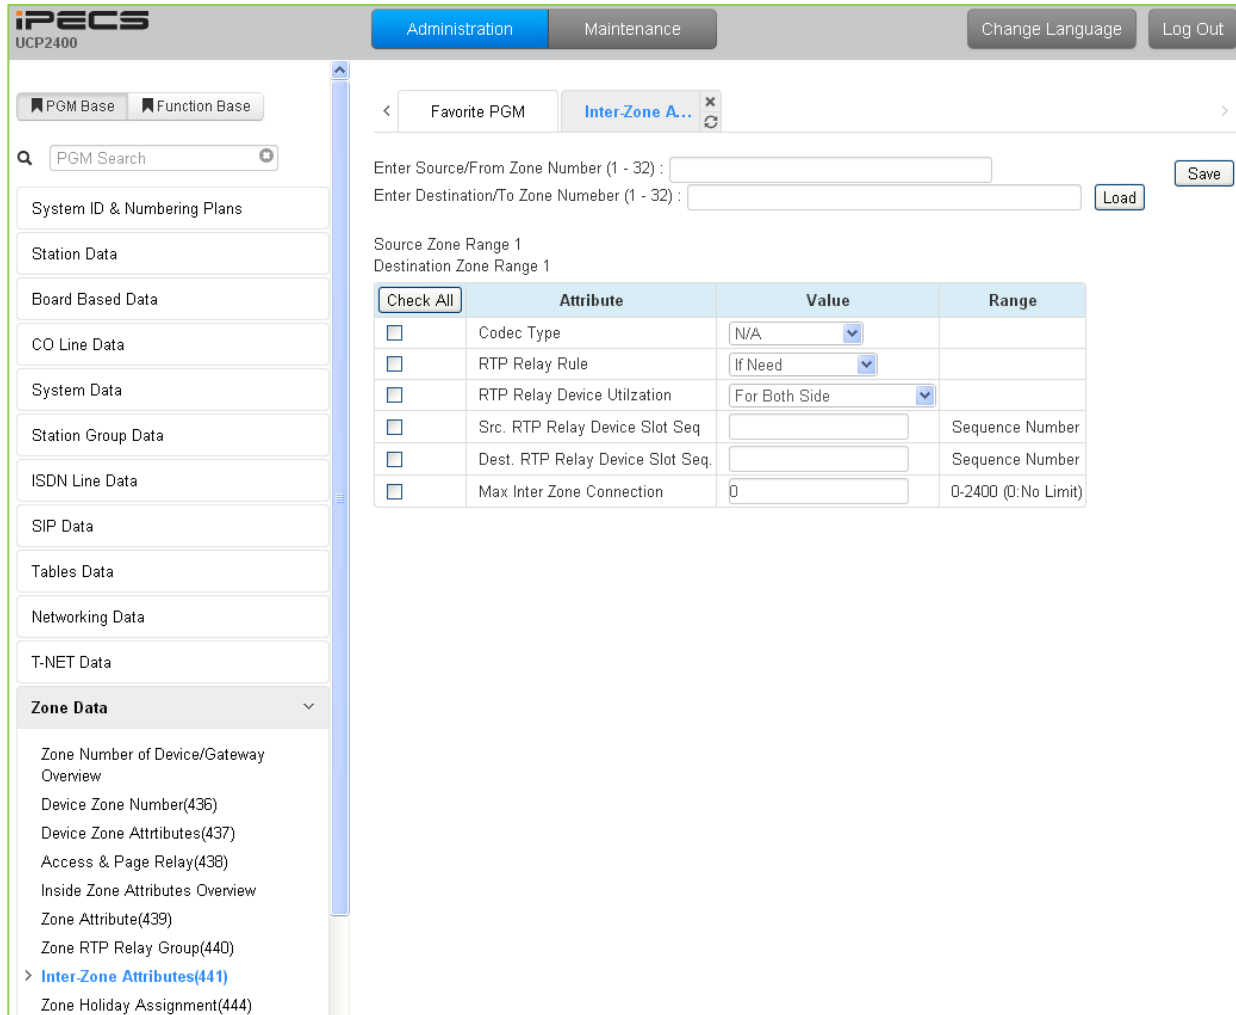 iPECS
UCP2400
Administration
Maintenance
Change Language
Log Out
PGM Base
Function Base
PGM Search
System ID & Numbering Plans
Station Data
Board Based Data
CO Line Data
System Data
Station Group Data
ISDN Line Data
SIP Data
Tables Data
Networking Data
T-NET Data
Zone Data
Zone Number of Device/Gateway
Overview
Device Zone Number(436)
Device Zone Attrtibutes(437)
Access & Page Relay(438)
Inside Zone Attributes Overview
Zone Attribute(439)
Zone RTP Relay Group(440)
Inter-Zone Attributes(441)
Zone Holiday Assignment(444)
Favorite PGM
Inter-Zone A...
Enter Source/From Zone Number (1 - 32) :
Save
Enter Destination/To Zone Numeber (1 - 32) :
Load
Source Zone Range 1
Destination Zone Range 1
Check All Attribute Value Range
Codec Type N/A
RTP Relay Rule If Need
RTP Relay Device Utilzation For Both Side
Src. RTP Relay Device Slot Seq Sequence Number
Dest. RTP Relay Device Slot Seq. Sequence Number
Max Inter Zone Connection 0 0-2400 (0:No Limit)